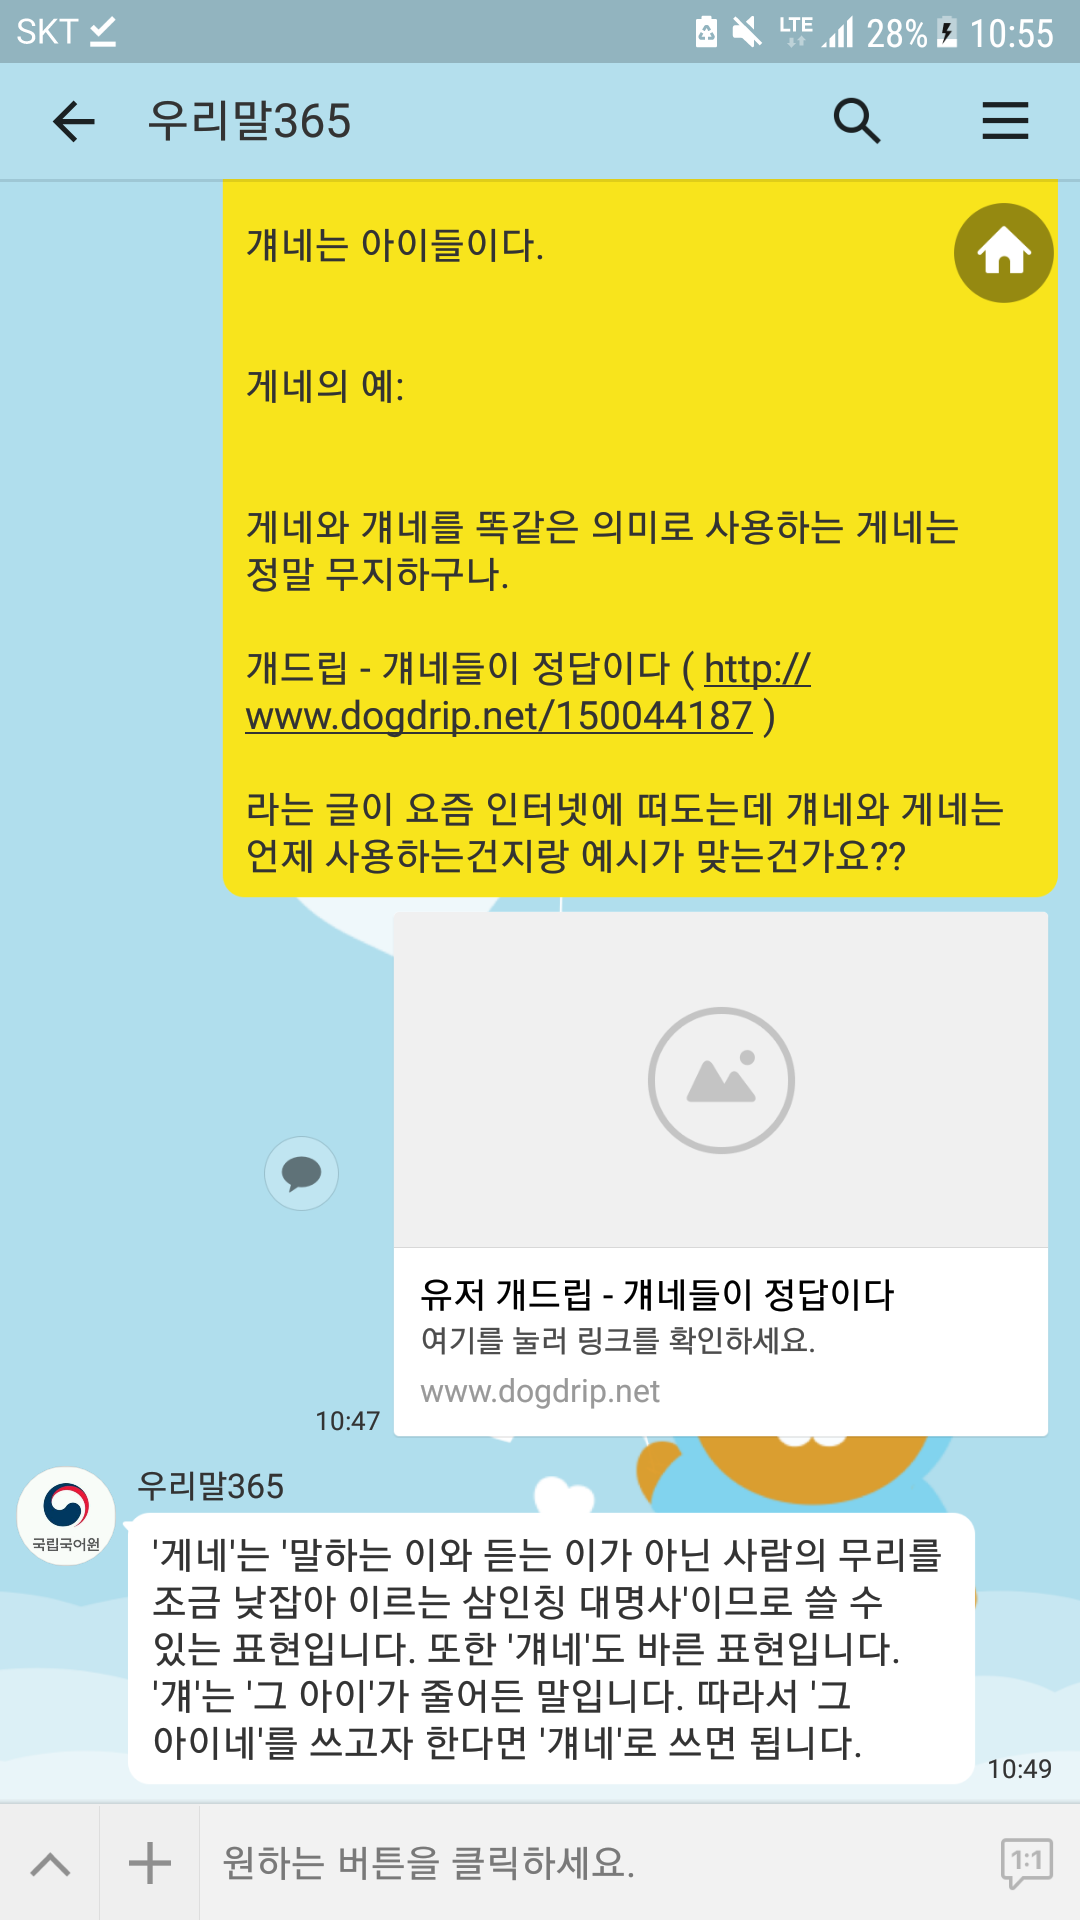 SKT LTE 28% 10:55
우리말365
걔네는 아이들이다.
게네의 예:
게네와 걔네를 똑같은 의미로 사용하는 게네는
정말 무지하구나.
개드립 - 걔네들이 정답이다 ( http://
www.dogdrip.net/150044187 )
라는 글이 요즘 인터넷에 떠도는데 걔네와 게네는
언제 사용하는건지랑 예시가 맞는건가요??
유저 개드립 - 걔네들이 정답이다
여기를 눌러 링크를 확인하세요.
www.dogdrip.net
10:47
우리말365
국립국어원
'게네'는 '말하는 이와 듣는 이가 아닌 사람의 무리를
조금 낮잡아 이르는 삼인칭 대명사'이므로 쓸 수
있는 표현입니다. 또한 '걔네'도 바른 표현입니다.
'걔'는 '그 아이'가 줄어든 말입니다. 따라서 '그
아이네'를 쓰고자 한다면 '걔네'로 쓰면 됩니다.
10:49
원하는 버튼을 클릭하세요.
1:1